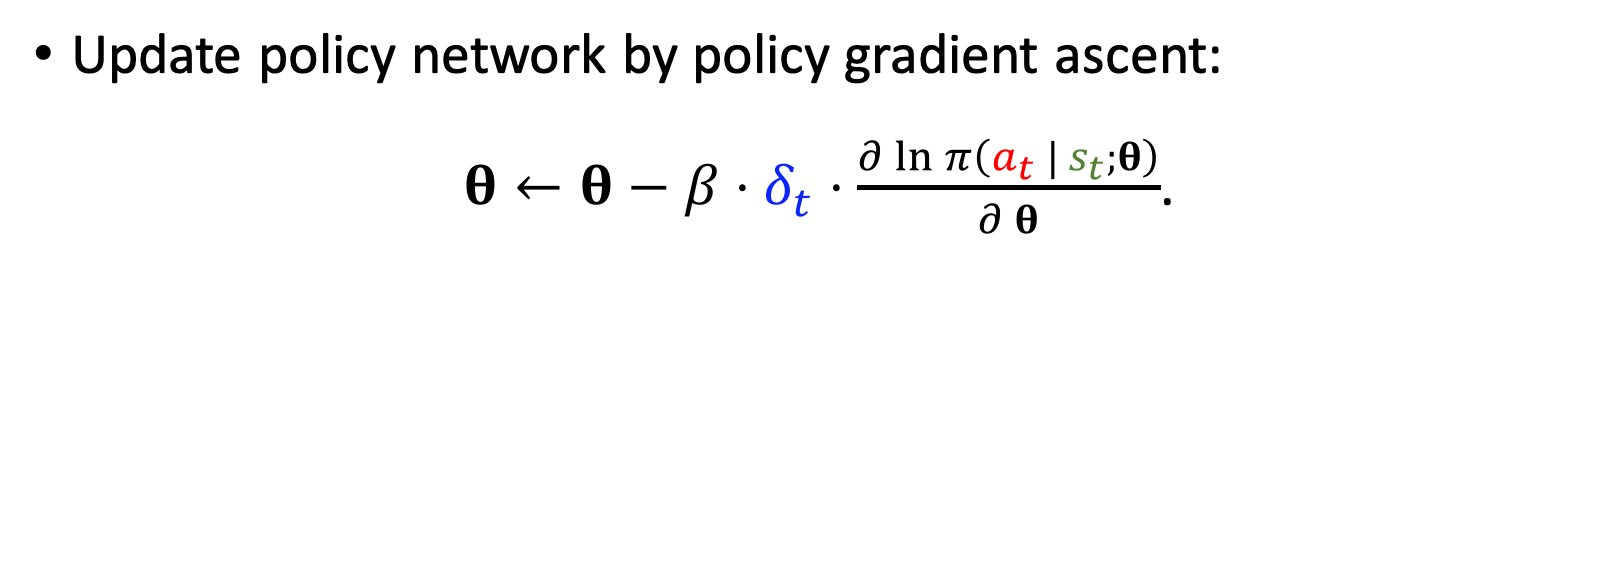 • Update policy network by policy gradient ascent:
𝛉 ← 𝛉 − β · δₜ · ∂ ln π(aₜ | sₜ;𝛉) / ∂ 𝛉 .